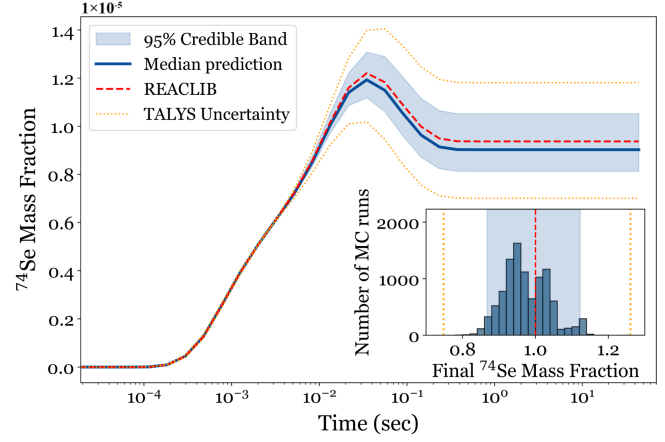 1e-5
1.4
1.2
1.0
0.8
0.6
0.4
0.2
0.0
⁷⁴Se Mass Fraction
95% Credible Band
Median prediction
REACLIB
TALYS Uncertainty
Number of MC runs
2000
1000
0
0.8 1.0 1.2
Final ⁷⁴Se Mass Fraction
10⁻⁴ 10⁻³ 10⁻² 10⁻¹ 10⁰ 10¹
Time (sec)